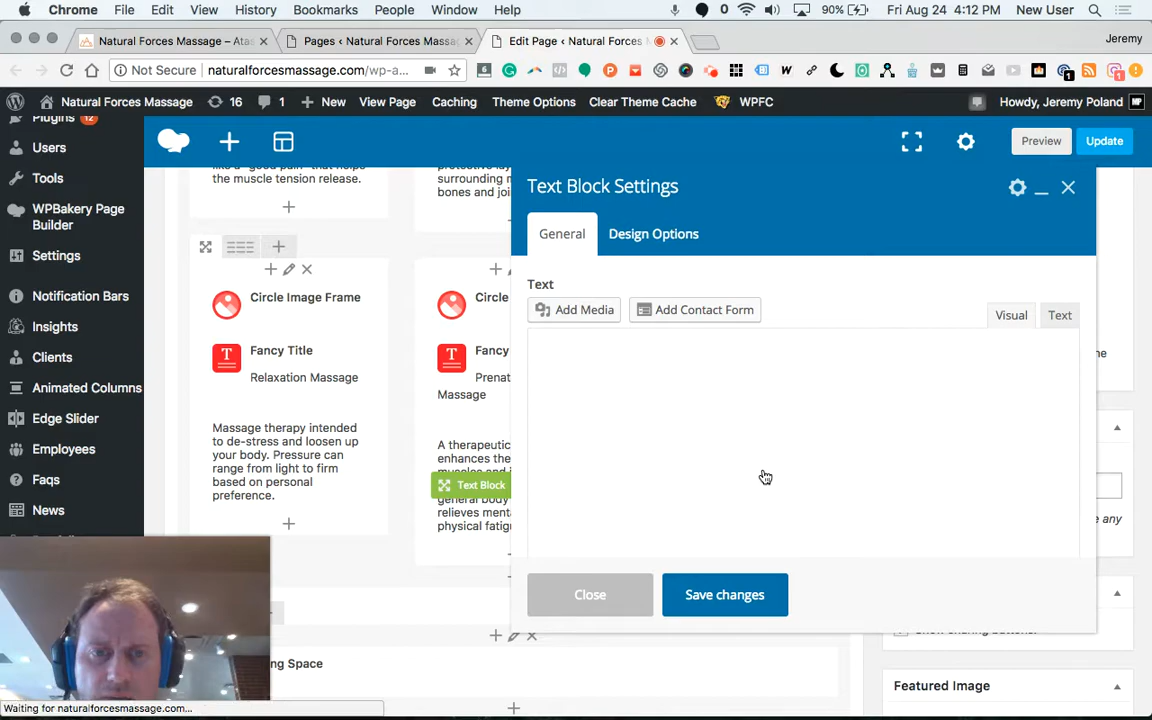 Chrome File Edit View History Bookmarks People Window Help 0 90% Fri Aug 24 4:12 PM New User
Natural Forces Massage – Atas
Pages ‹ Natural Forces Massa
Edit Page ‹ Natural Forces
Jeremy
Not Secure naturalforcesmassage.com/wp-a...
Natural Forces Massage 16 1 New View Page Caching Theme Options Clear Theme Cache WPFC Howdy, Jeremy Poland
Plugins 12
Users
Tools
WPBakery Page
Builder
Settings
Notification Bars
Insights
Clients
Animated Columns
Edge Slider
Employees
Faqs
News
Preview Update
the muscle tension release.
surrounding m
bones and joi
Circle Image Frame
Fancy Title
Relaxation Massage
Massage therapy intended
to de-stress and loosen up
your body. Pressure can
range from light to firm
based on personal
preference.
Circle
Fancy
Prenat
Massage
A therapeutic
enhances the
Text Block
relieves ment
physical fatig
ng Space
Text Block Settings
General Design Options
Text
Add Media Add Contact Form Visual Text
Close Save changes
e any
Featured Image
Waiting for naturalforcesmassage.com...